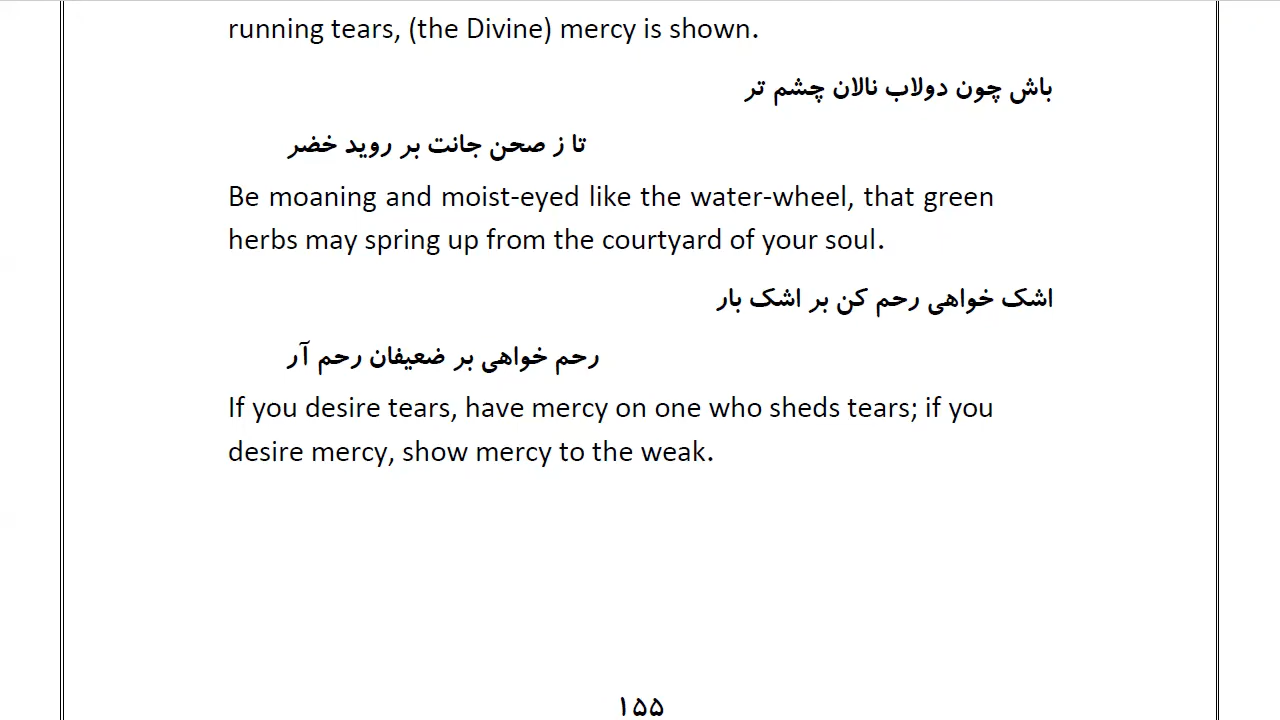 running tears, (the Divine) mercy is shown.
باش چون دولاب نالان چشم تر
تا ز صحن جانت بر روید خضر
Be moaning and moist-eyed like the water-wheel, that green
herbs may spring up from the courtyard of your soul.
اشک خواهی رحم کن بر اشک بار
رحم خواهی بر ضعیفان رحم آر
If you desire tears, have mercy on one who sheds tears; if you
desire mercy, show mercy to the weak.
۱۵۵